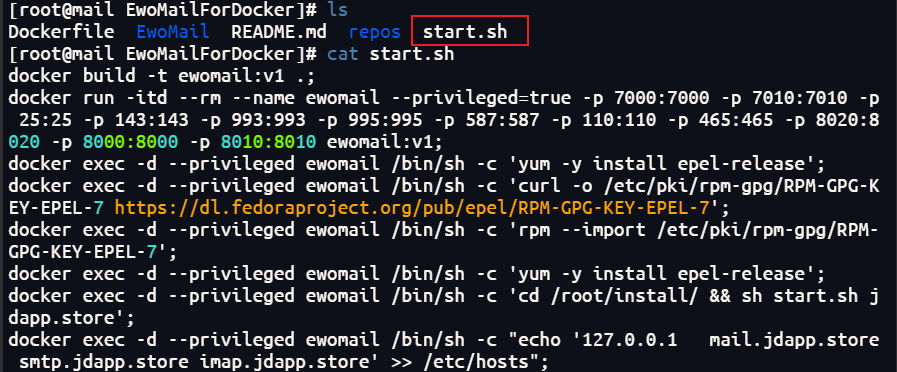 [root@mail EwoMailForDocker]# ls
Dockerfile  EwoMail  README.md  repos  start.sh
[root@mail EwoMailForDocker]# cat start.sh
docker build -t ewomail:v1 .;
docker run -itd --rm --name ewomail --privileged=true -p 7000:7000 -p 7010:7010 -p
 25:25 -p 143:143 -p 993:993 -p 995:995 -p 587:587 -p 110:110 -p 465:465 -p 8020:8
020 -p 8000:8000 -p 8010:8010 ewomail:v1;
docker exec -d --privileged ewomail /bin/sh -c 'yum -y install epel-release';
docker exec -d --privileged ewomail /bin/sh -c 'curl -o /etc/pki/rpm-gpg/RPM-GPG-K
EY-EPEL-7 https://dl.fedoraproject.org/pub/epel/RPM-GPG-KEY-EPEL-7';
docker exec -d --privileged ewomail /bin/sh -c 'rpm --import /etc/pki/rpm-gpg/RPM-
GPG-KEY-EPEL-7';
docker exec -d --privileged ewomail /bin/sh -c 'yum -y install epel-release';
docker exec -d --privileged ewomail /bin/sh -c 'cd /root/install/ && sh start.sh j
dapp.store';
docker exec -d --privileged ewomail /bin/sh -c "echo '127.0.0.1   mail.jdapp.store
 smtp.jdapp.store imap.jdapp.store' >> /etc/hosts";